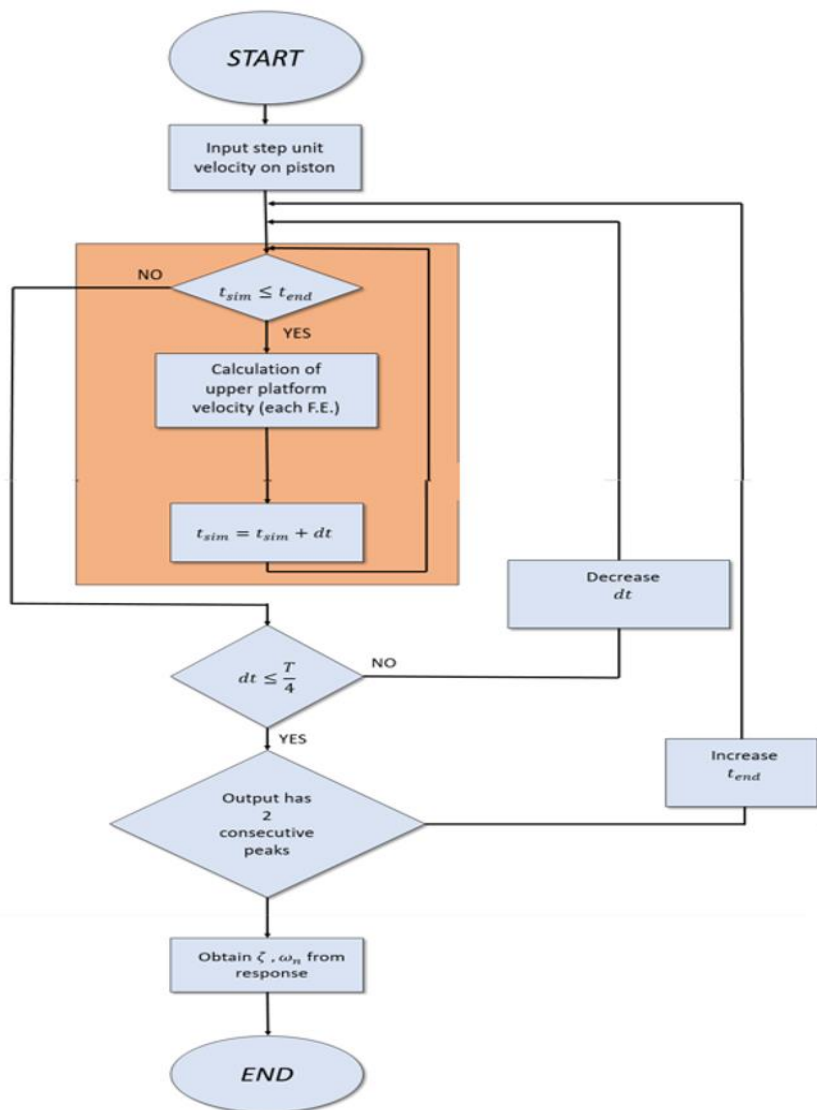 START
Input step unit
velocity on piston
NO
t_sim ≤ t_end
YES
Calculation of
upper platform
velocity (each F.E.)
t_sim = t_sim + dt
Decrease
dt
dt ≤ T/4
NO
YES
Increase
t_end
Output has
2
consecutive
peaks
Obtain ζ , ω_n from
response
END